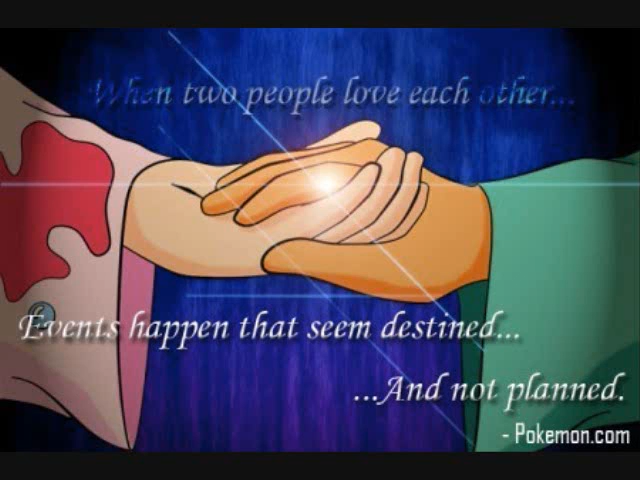 When two people love each other...
Events happen that seem destined...
...And not planned.
- Pokemon.com